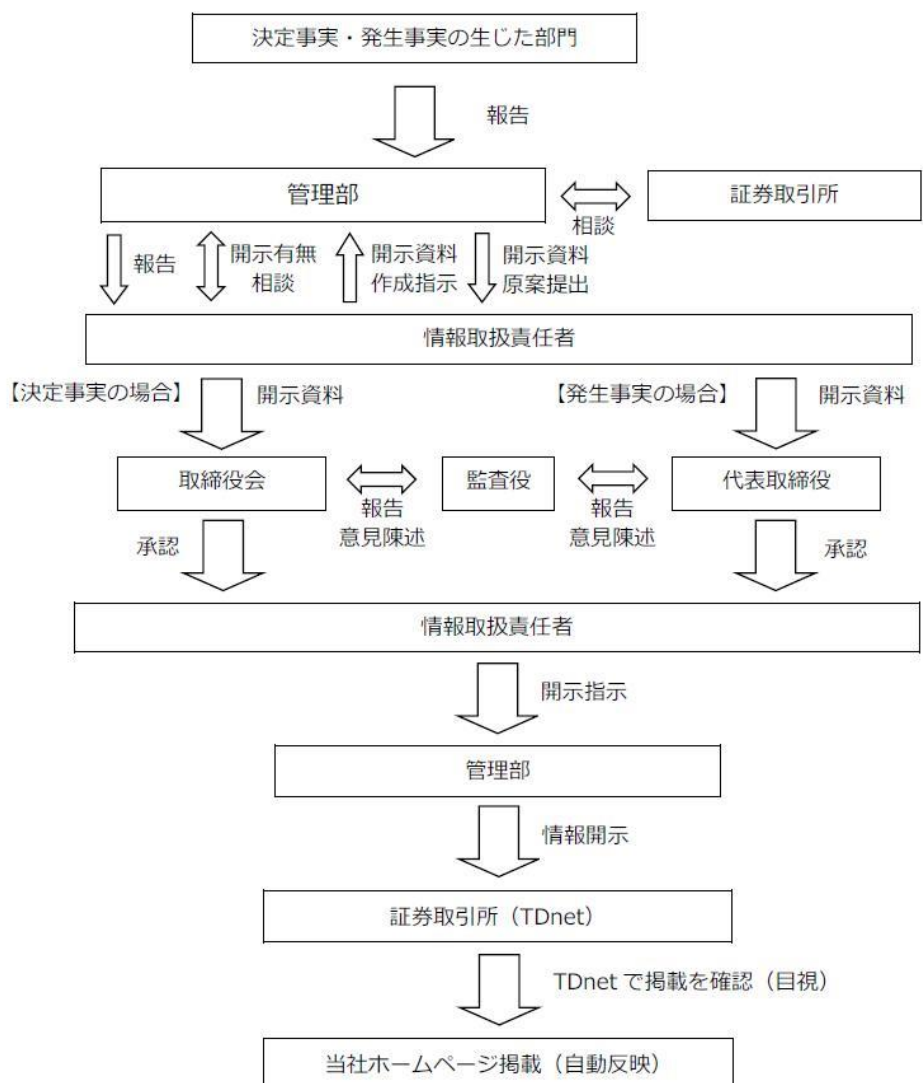 決定事実・発生事実の生じた部門
報告
管理部
証券取引所
相談
報告
開示有無
相談
開示資料
作成指示
開示資料
原案提出
情報取扱責任者
【決定事実の場合】
開示資料
【発生事実の場合】
開示資料
取締役会
監査役
代表取締役
報告
意見陳述
報告
意見陳述
承認
承認
情報取扱責任者
開示指示
管理部
情報開示
証券取引所（TDnet）
TDnet で掲載を確認（目視）
当社ホームページ掲載（自動反映）